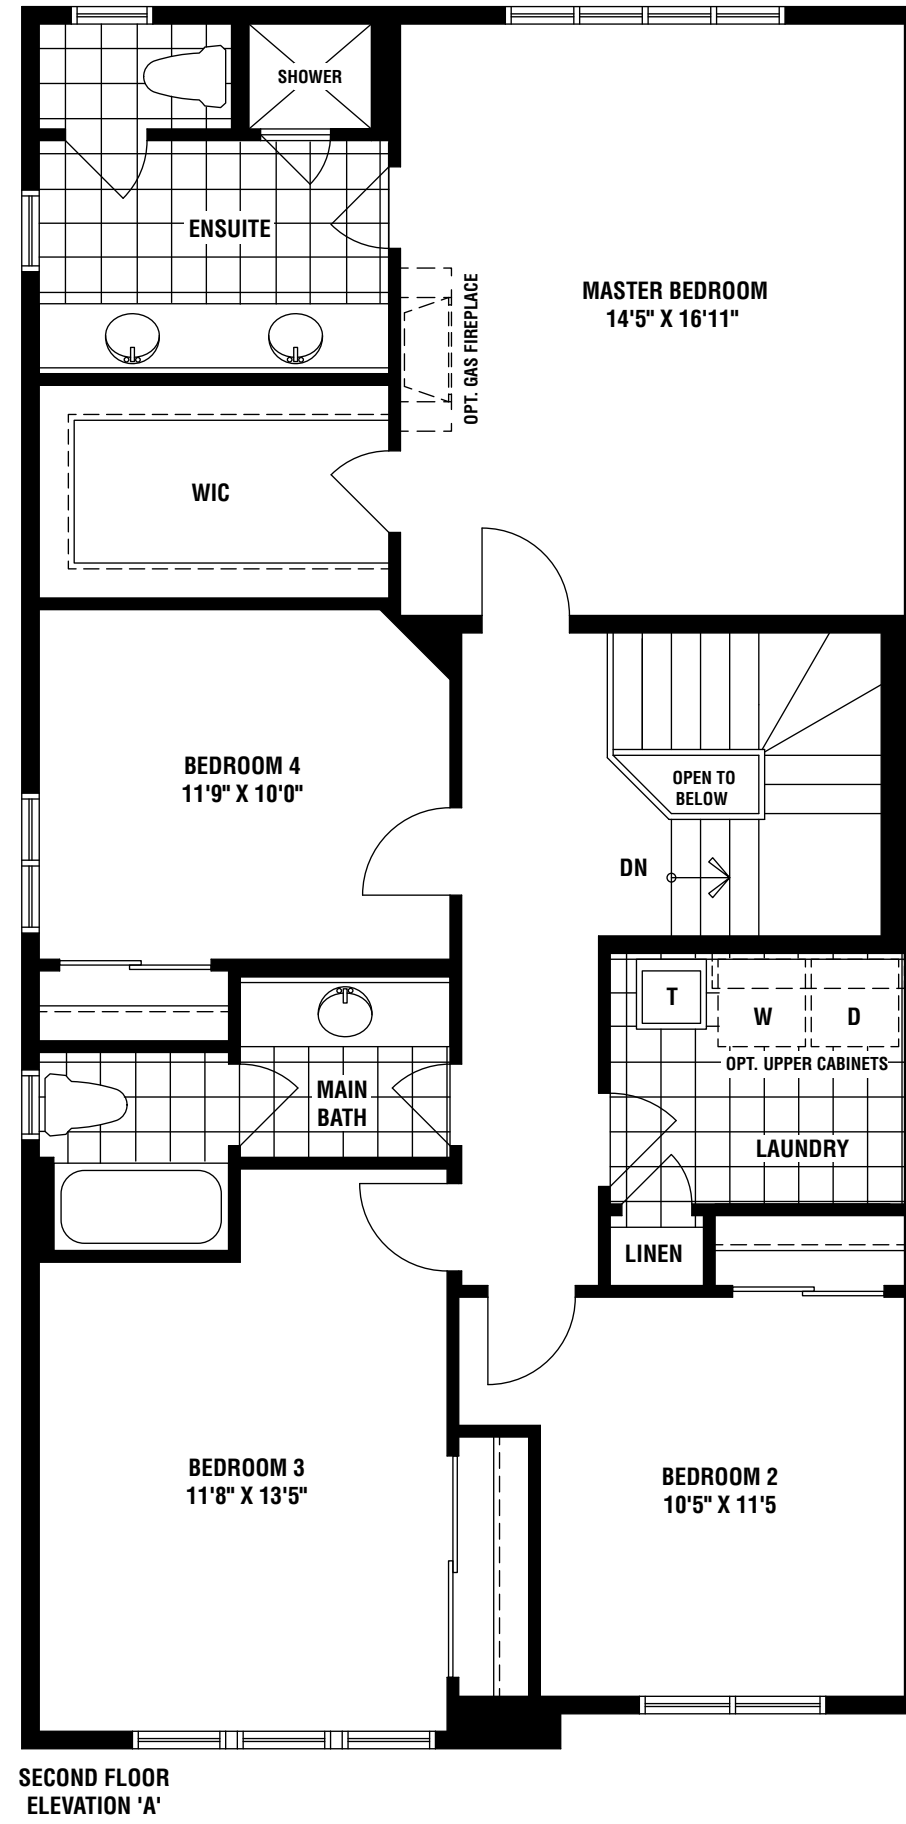 SHOWER
ENSUITE
MASTER BEDROOM
14'5" X 16'11"
OPT. GAS FIREPLACE
WIC
BEDROOM 4
11'9" X 10'0"
OPEN TO
BELOW
DN
T
W
D
OPT. UPPER CABINETS
MAIN
BATH
LAUNDRY
LINEN
BEDROOM 3
11'8" X 13'5"
BEDROOM 2
10'5" X 11'5
SECOND FLOOR
ELEVATION 'A'